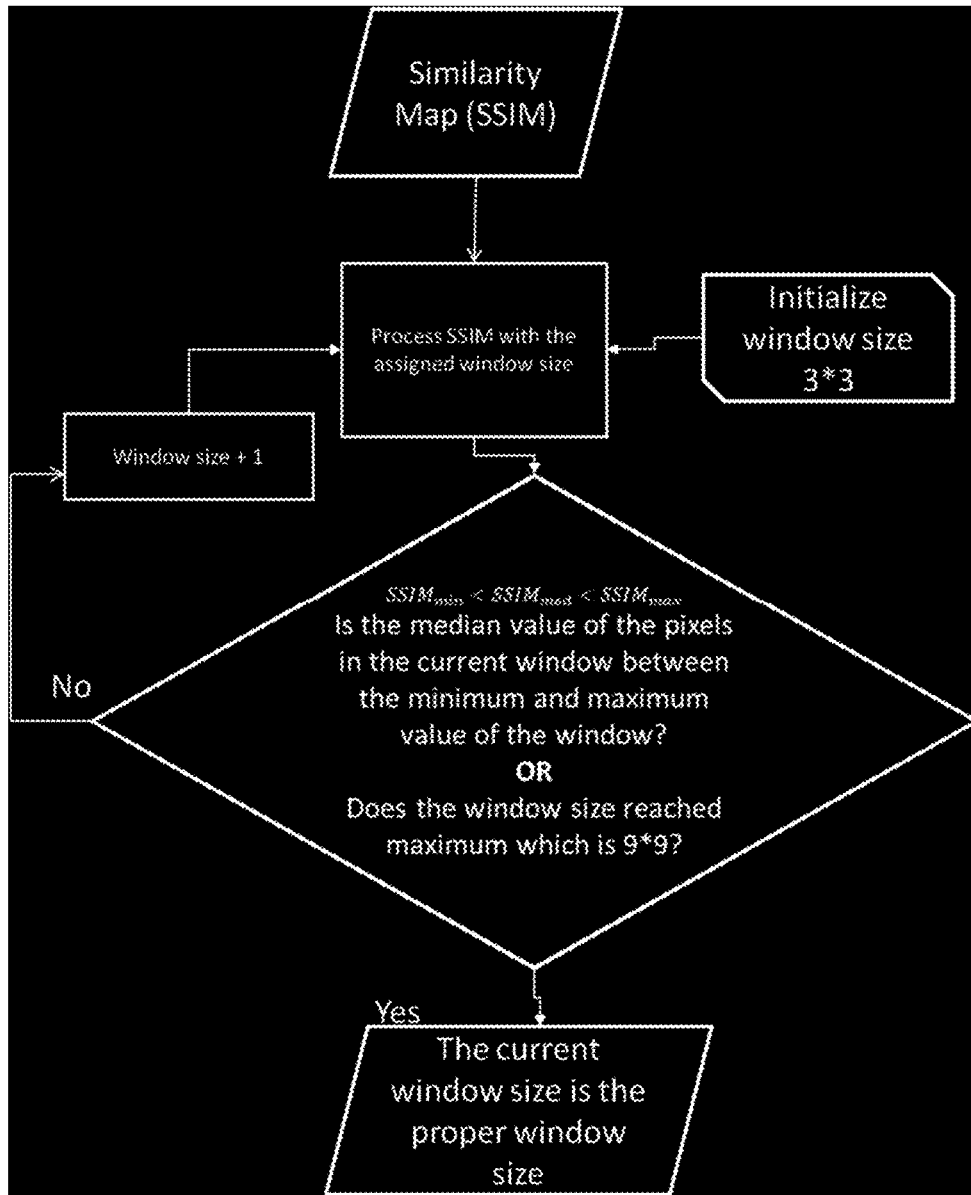 Similarity
Map (SSIM)
Process SSIM with the
assigned window size
Initialize
window size
3*3
Window size + 1
SSIM_min < SSIM_med < SSIM_max
Is the median value of the pixels
in the current window between
the minimum and maximum
value of the window?
OR
Does the window size reached
maximum which is 9*9?
No
Yes
The current
window size is the
proper window
size